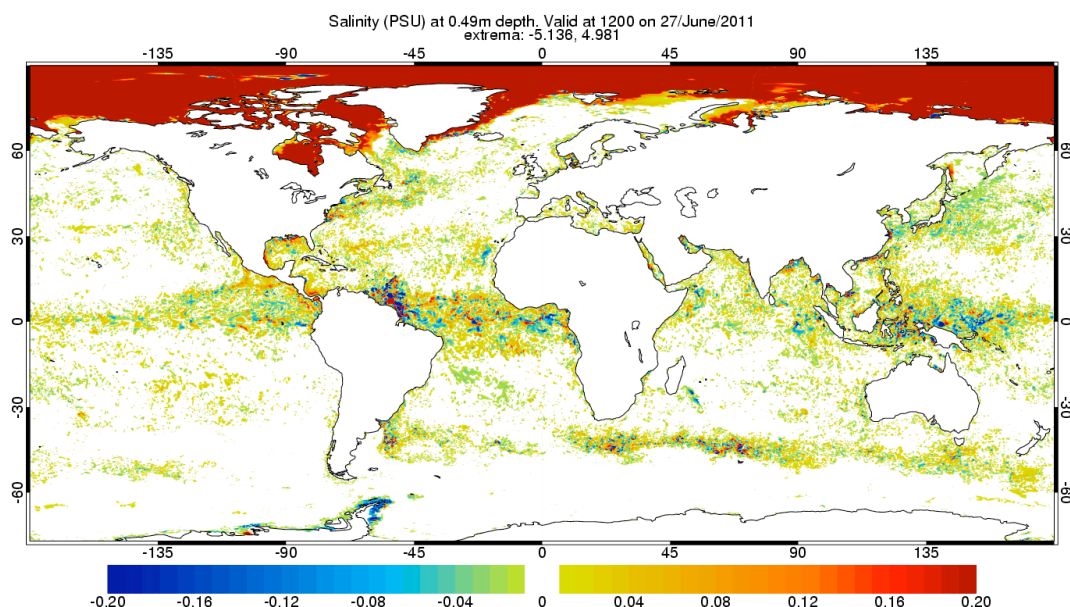 Salinity (PSU) at 0.49m depth. Valid at 1200 on 27/June/2011
extrema: -5.136, 4.981
-135 -90 -45 0 45 90 135
60 60
30 30
0 0
-30 -30
-60 -60
-135 -90 -45 0 45 90 135
-0.20 -0.16 -0.12 -0.08 -0.04 0 0.04 0.08 0.12 0.16 0.20